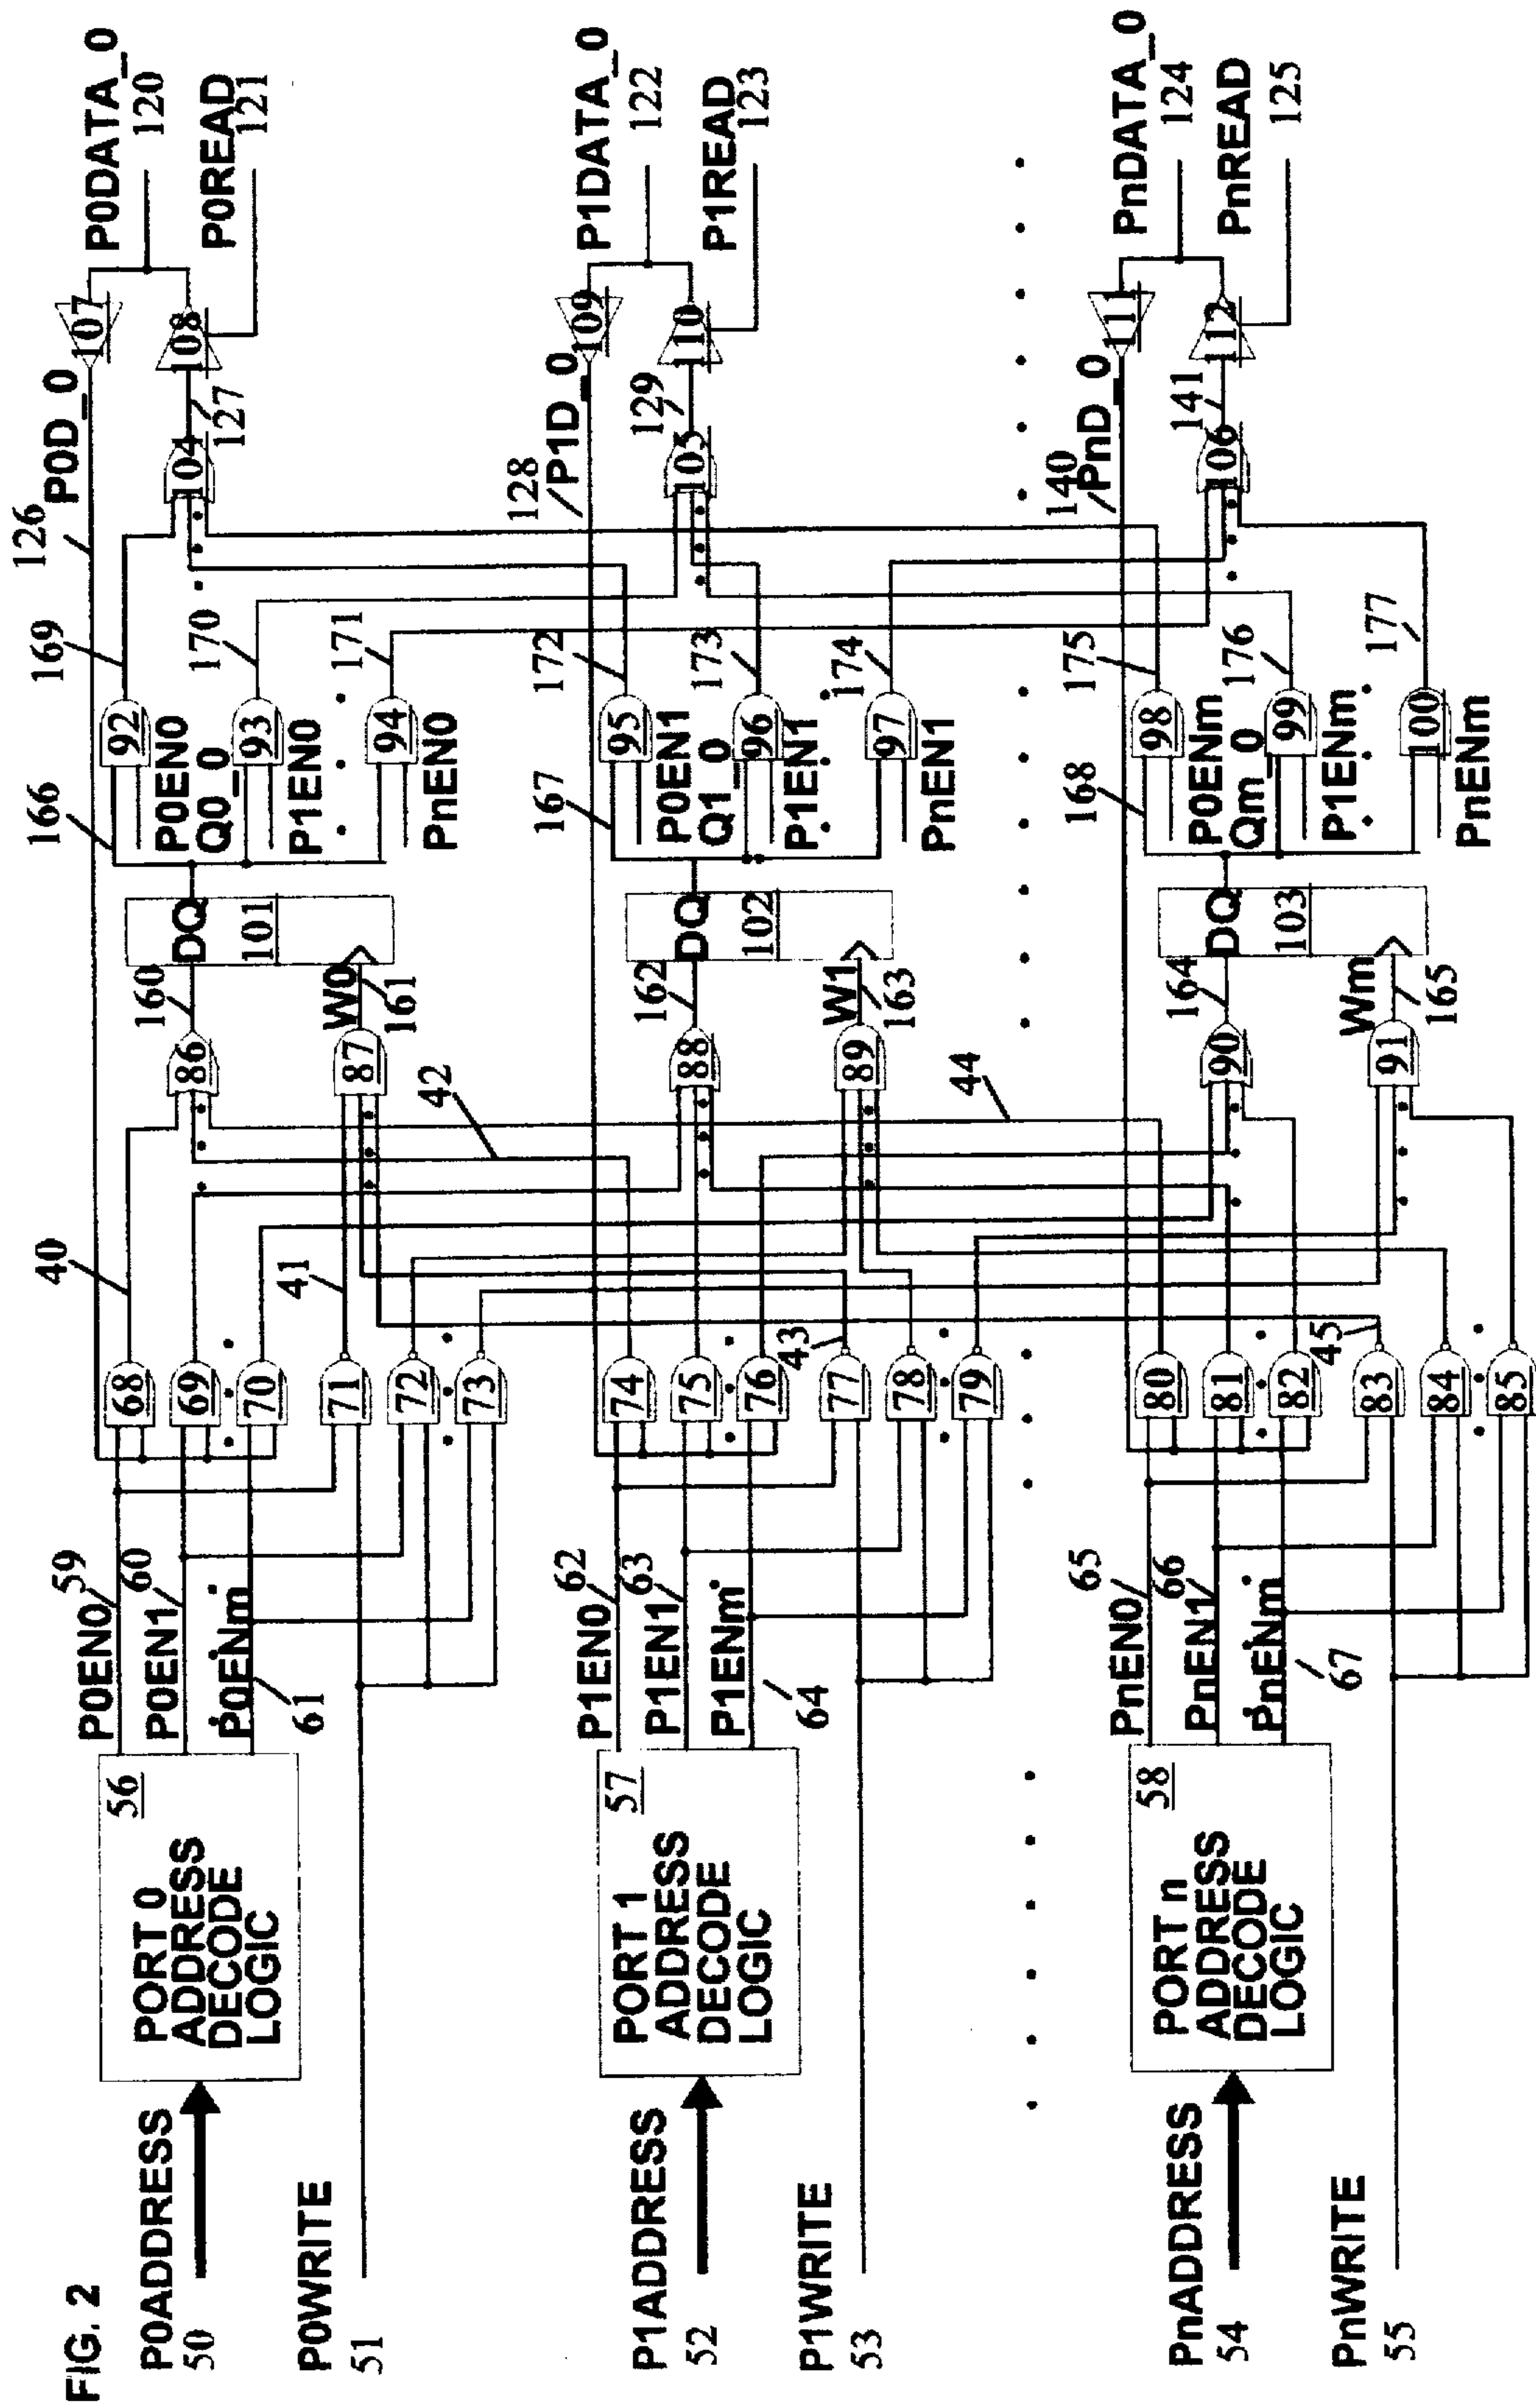 FIG. 2
P0ADDRESS
50
P0WRITE
51
56
PORT 0
ADDRESS
DECODE
LOGIC
P0EN0
59
P0EN1
60
P0ENm
61
40
41
68
69
70
71
72
73
42
86
87
160
W0
161
DQ
101
166
P0EN0
Q0_0
P1EN0
PnEN0
92
93
94
169
170
171
126
P0D_0
104
127
107
108
P0DATA_0
120
P0READ
121
P1ADDRESS
52
P1WRITE
53
57
PORT 1
ADDRESS
DECODE
LOGIC
P1EN0
62
P1EN1
63
P1ENm
64
74
75
76
77
78
79
43
88
89
44
162
W1
163
DQ
102
167
P0EN1
Q1_0
P1EN1
PnEN1
95
96
97
172
173
174
128
P1D_0
105
129
109
110
P1DATA_0
122
P1READ
123
PnADDRESS
54
PnWRITE
55
58
PORT n
ADDRESS
DECODE
LOGIC
PnEN0
65
PnEN1
66
PnENm
67
80
81
82
83
84
85
45
90
91
164
Wm
165
DQ
103
168
P0ENm
Qm_0
P1ENm
PnENm
98
99
100
175
176
177
140
PnD_0
106
141
111
112
PnDATA_0
124
PnREAD
125